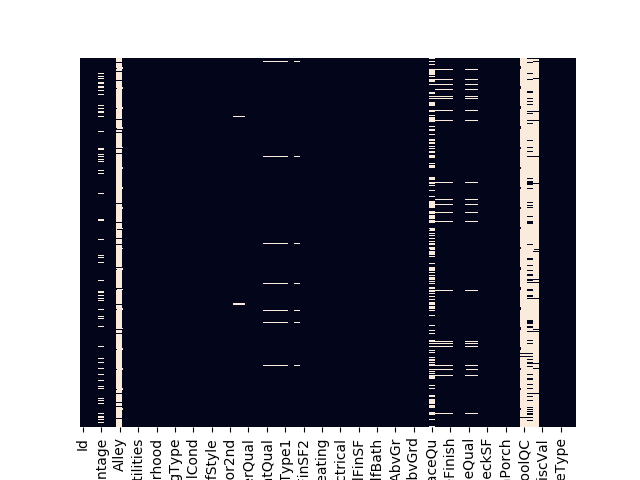 Id
ntage
Alley
tilities
rhood
gType
lCond
fStyle
or2nd
erQual
ntQual
Type1
inSF2
eating
ctrical
lFinSF
lfBath
AbvGr
bvGrd
aceQu
Finish
eQual
eckSF
Porch
oolQC
iscVal
eType